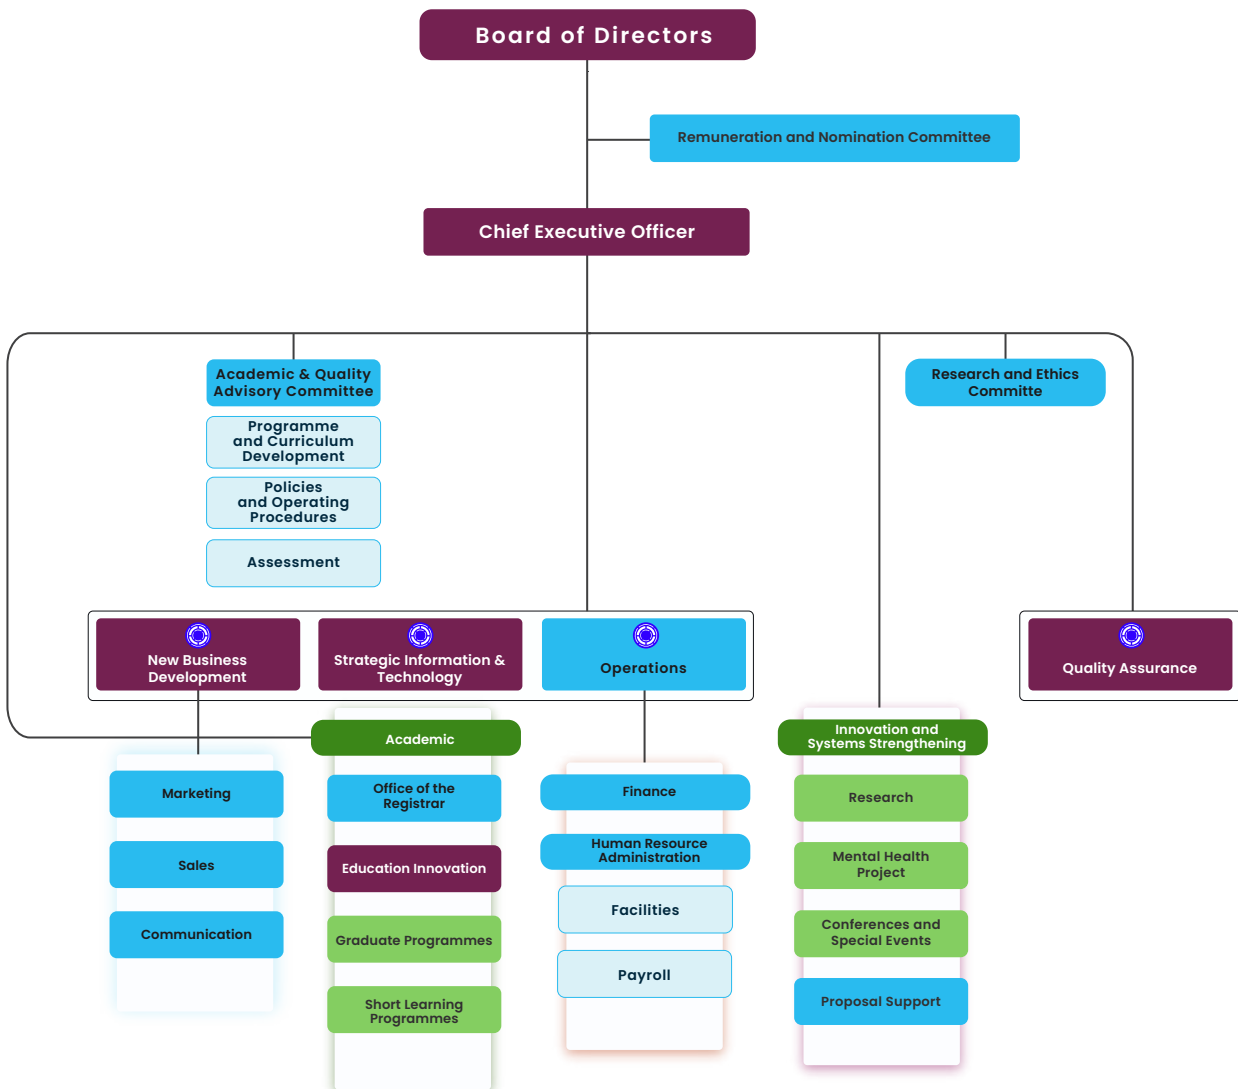 Board of Directors
Remuneration and Nomination Committee
Chief Executive Officer
Academic & Quality
Advisory Committee
Research and Ethics
Committe
Programme
and Curriculum
Development
Policies
and Operating
Procedures
Assessment
New Business
Development
Strategic Information &
Technology
Operations
Quality Assurance
Academic
Innovation and
Systems Strengthening
Marketing
Sales
Communication
Office of the
Registrar
Education Innovation
Graduate Programmes
Short Learning
Programmes
Finance
Human Resource
Administration
Facilities
Payroll
Research
Mental Health
Project
Conferences and
Special Events
Proposal Support